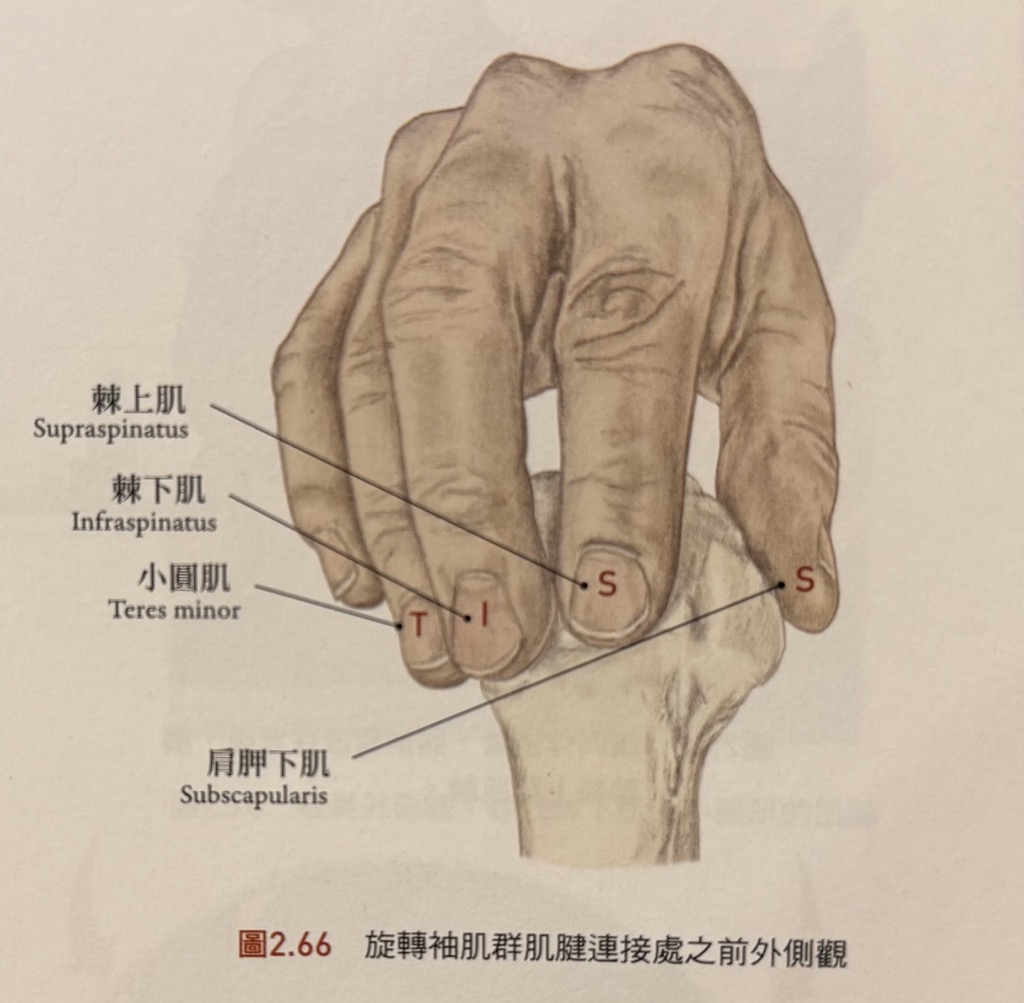 棘上肌
Supraspinatus
棘下肌
Infraspinatus
小圓肌
Teres minor
S
S
I
T
肩胛下肌
Subscapularis
圖2.66 旋轉袖肌群肌腱連接處之前外側觀